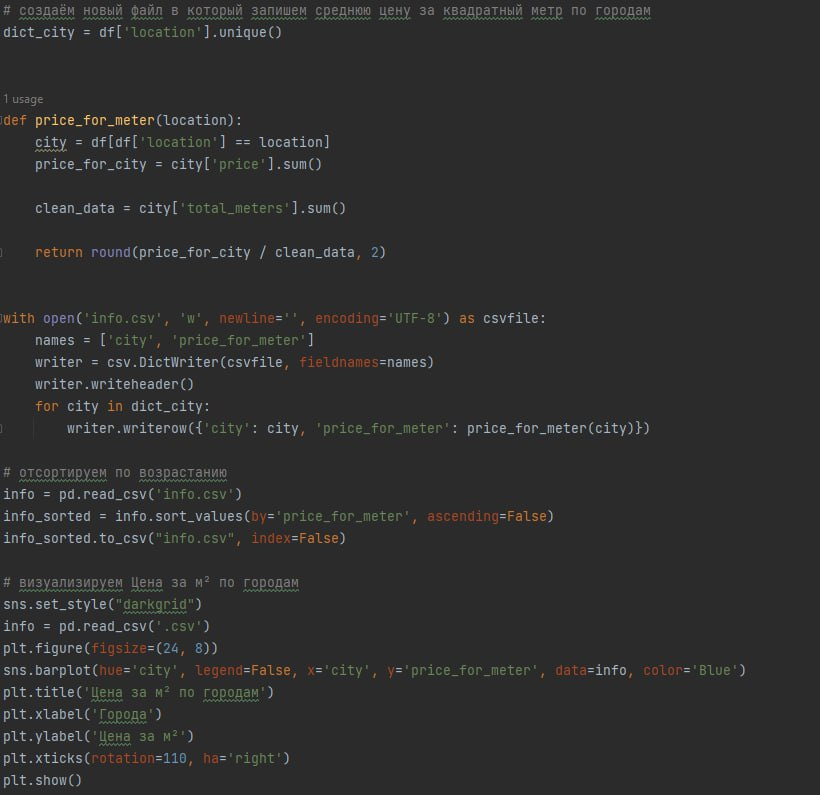 # создаём новый файл в который запишем среднюю цену за квадратный метр по городам
dict_city = df['location'].unique()
1 usage
def price_for_meter(location):
    city = df[df['location'] == location]
    price_for_city = city['price'].sum()
    clean_data = city['total_meters'].sum()
    return round(price_for_city / clean_data, 2)
with open('info.csv', 'w', newline='', encoding='UTF-8') as csvfile:
    names = ['city', 'price_for_meter']
    writer = csv.DictWriter(csvfile, fieldnames=names)
    writer.writeheader()
    for city in dict_city:
        writer.writerow({'city': city, 'price_for_meter': price_for_meter(city)})
# отсортируем по возрастанию
info = pd.read_csv('info.csv')
info_sorted = info.sort_values(by='price_for_meter', ascending=False)
info_sorted.to_csv("info.csv", index=False)
# визуализируем Цена за м² по городам
sns.set_style("darkgrid")
info = pd.read_csv('.csv')
plt.figure(figsize=(24, 8))
sns.barplot(hue='city', legend=False, x='city', y='price_for_meter', data=info, color='Blue')
plt.title('Цена за м² по городам')
plt.xlabel('Города')
plt.ylabel('Цена за м²')
plt.xticks(rotation=110, ha='right')
plt.show()